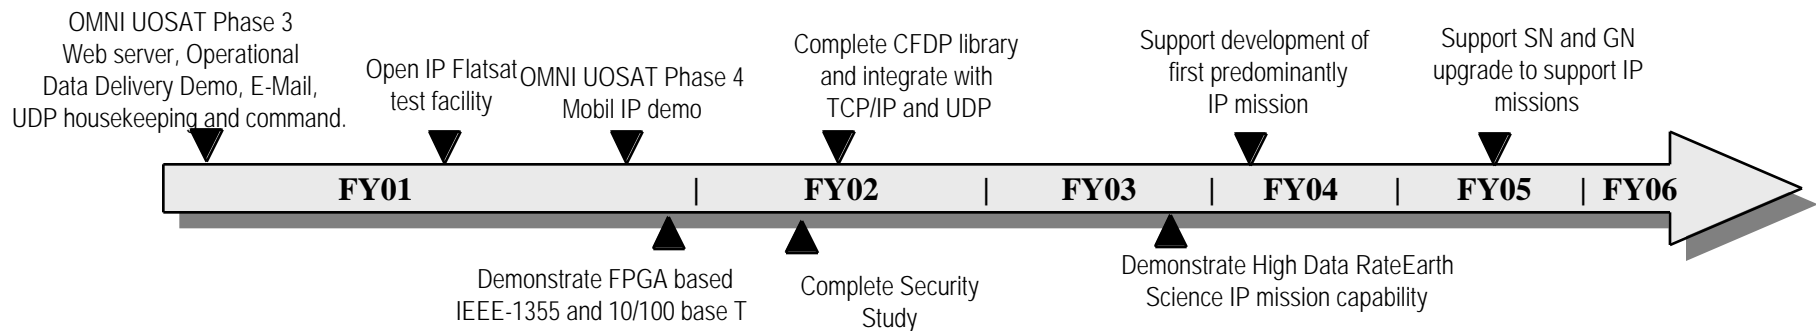 OMNI UOSAT Phase 3
Web server, Operational
Data Delivery Demo, E-Mail,
UDP housekeeping and command.
Open IP Flatsat
test facility
OMNI UOSAT Phase 4
Mobil IP demo
Complete CFDP library
and integrate with
TCP/IP and UDP
Support development of
first predominantly
IP mission
Support SN and GN
upgrade to support IP
missions
FY01 | FY02 | FY03 | FY04 | FY05 | FY06
Demonstrate FPGA based
IEEE-1355 and 10/100 base T
Complete Security
Study
Demonstrate High Data RateEarth
Science IP mission capability